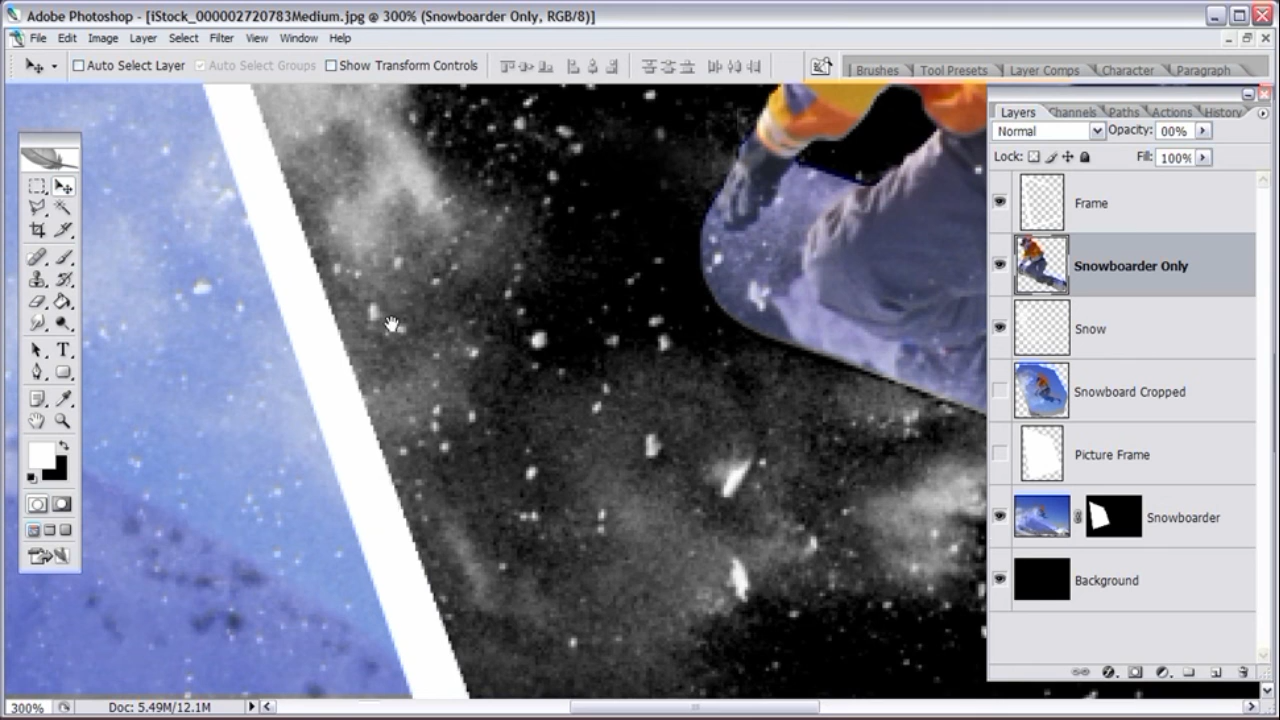 Adobe Photoshop - [iStock_000002720783Medium.jpg @ 300% (Snowboarder Only, RGB/8)]
File Edit Image Layer Select Filter View Window Help
Auto Select Layer Auto Select Groups Show Transform Controls Brushes Tool Presets Layer Comps Character Paragraph
Layers Channels Paths Actions History
Normal Opacity: 00%
Lock: Fill: 100%
Frame
Snowboarder Only
Snow
Snowboard Cropped
Picture Frame
Snowboarder
Background
300% Doc: 5.49M/12.1M